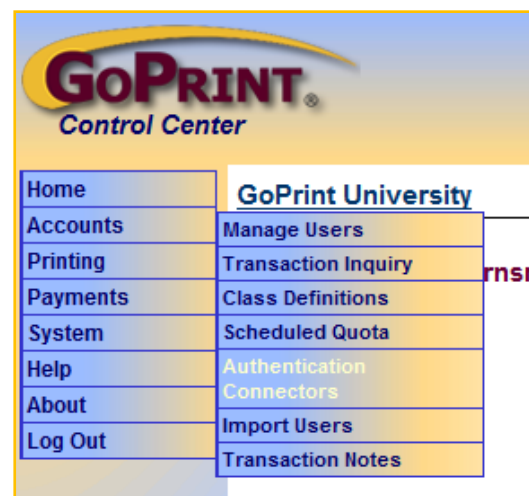 GOPRINT®
Control Center
Home
GoPrint University
Accounts
Manage Users
Printing
Transaction Inquiry
Payments
Class Definitions
System
Scheduled Quota
Help
Authentication
Connectors
About
Import Users
Log Out
Transaction Notes